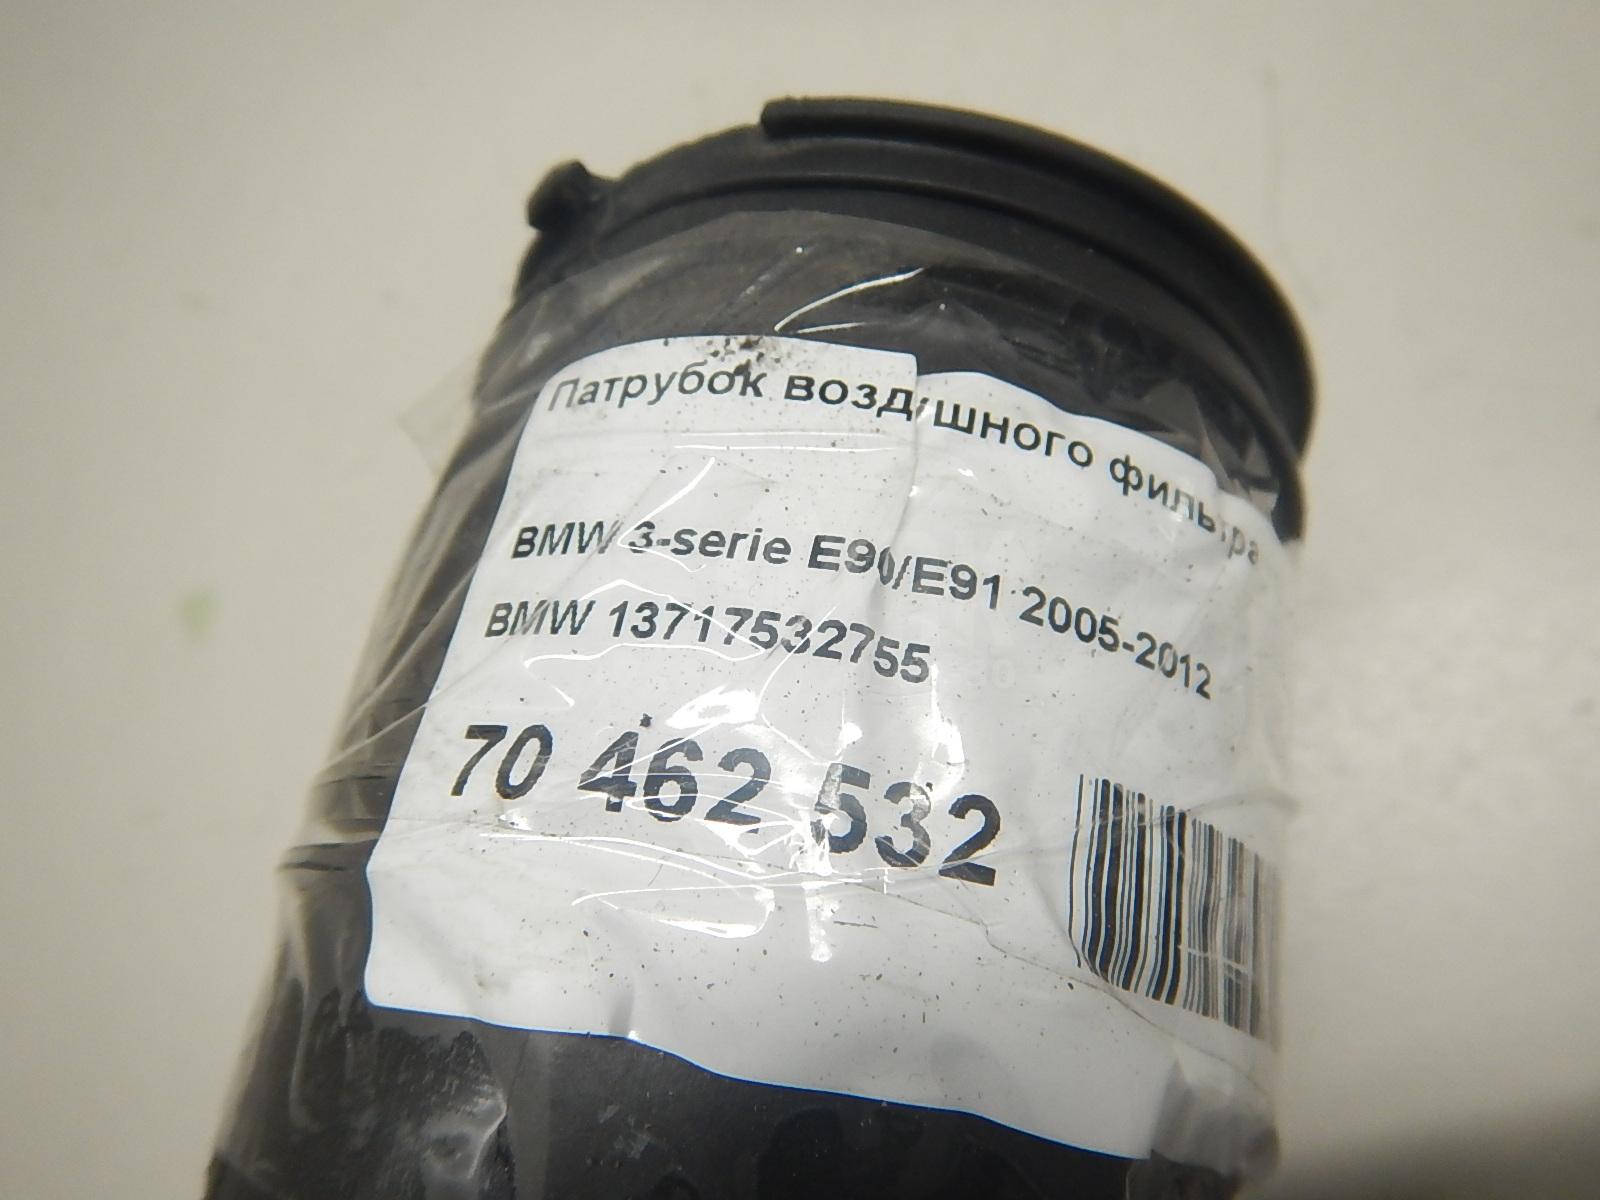 Патрубок воздушного фильтра
BMW 3-serie E90/E91 2005-2012
BMW 13717532755
70 462 532